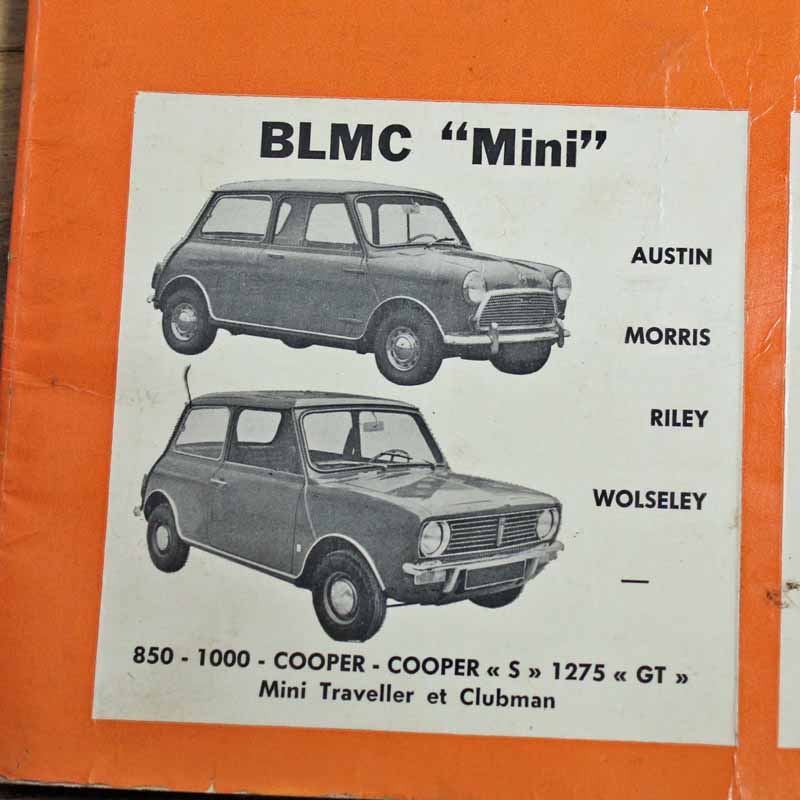 BLMC “Mini”
AUSTIN
MORRIS
RILEY
WOLSELEY
—
850 - 1000 - COOPER - COOPER « S » 1275 « GT »
Mini Traveller et Clubman